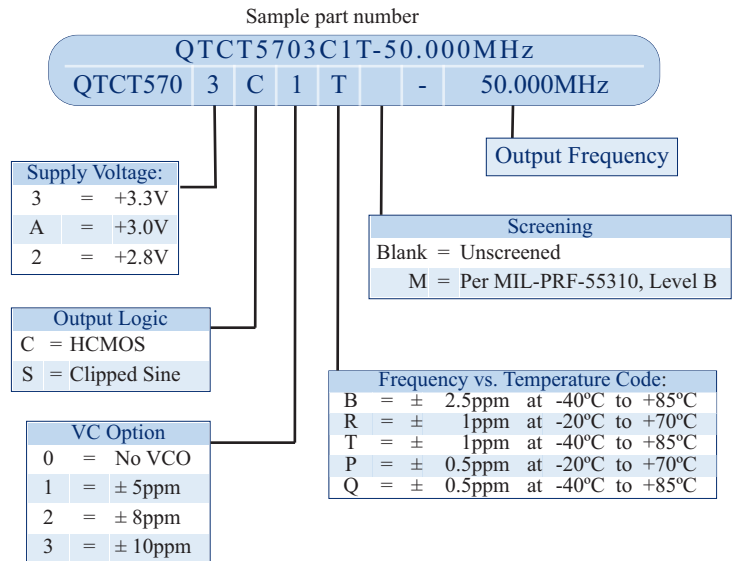 Sample part number
QTCT5703C1T-50.000MHz
QTCT570 3 C 1 T - 50.000MHz
Output Frequency
Supply Voltage:
3 = +3.3V
A = +3.0V
2 = +2.8V
Screening
Blank = Unscreened
M = Per MIL-PRF-55310, Level B
Output Logic
C = HCMOS
S = Clipped Sine
Frequency vs. Temperature Code:
B = ± 2.5ppm at -40ºC to +85ºC
R = ± 1ppm at -20ºC to +70ºC
T = ± 1ppm at -40ºC to +85ºC
P = ± 0.5ppm at -20ºC to +70ºC
Q = ± 0.5ppm at -40ºC to +85ºC
VC Option
0 = No VCO
1 = ± 5ppm
2 = ± 8ppm
3 = ± 10ppm